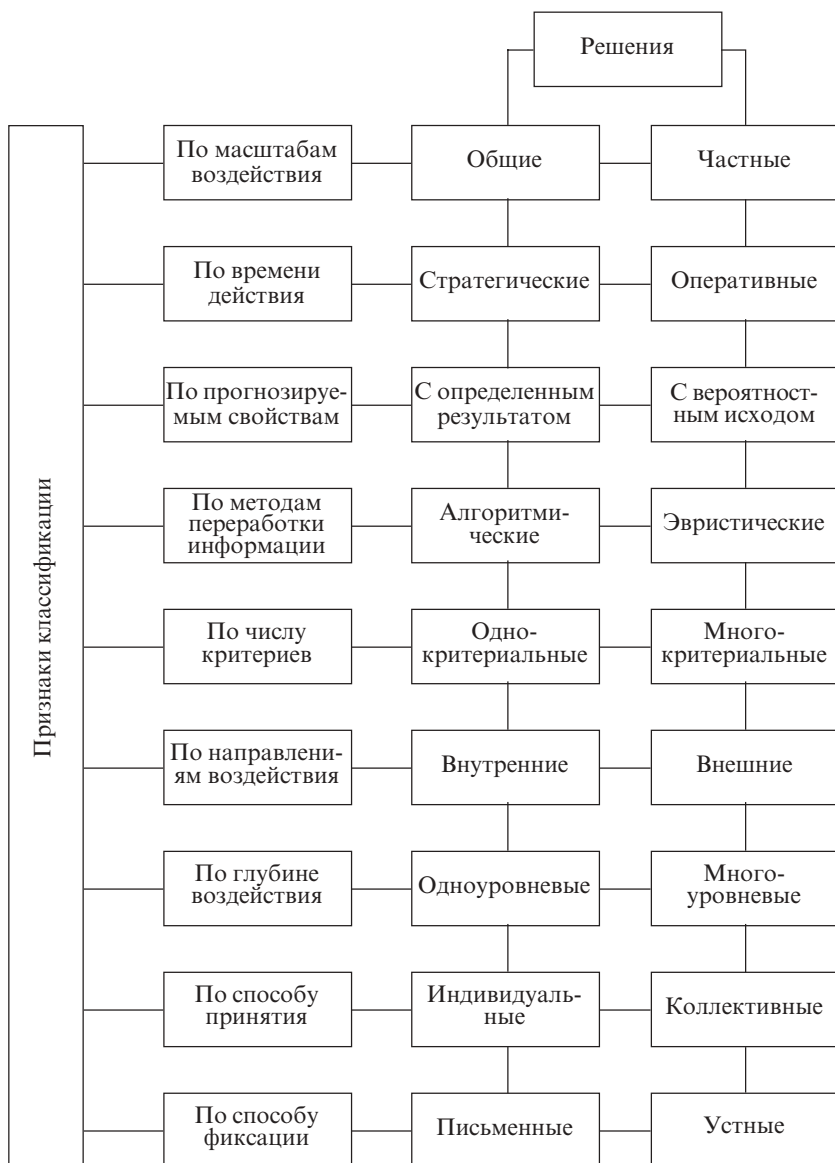 Решения
Признаки классификации
По масштабам
воздействия
Общие
Частные
По времени
действия
Стратегические
Оперативные
По прогнозируе-
мым свойствам
С определенным
результатом
С вероятност-
ным исходом
По методам
переработки
информации
Алгоритми-
ческие
Эвристические
По числу
критериев
Одно-
критериальные
Много-
критериальные
По направлени-
ям воздействия
Внутренние
Внешние
По глубине
воздействия
Одноуровневые
Много-
уровневые
По способу
принятия
Индивидуаль-
ные
Коллективные
По способу
фиксации
Письменные
Устные